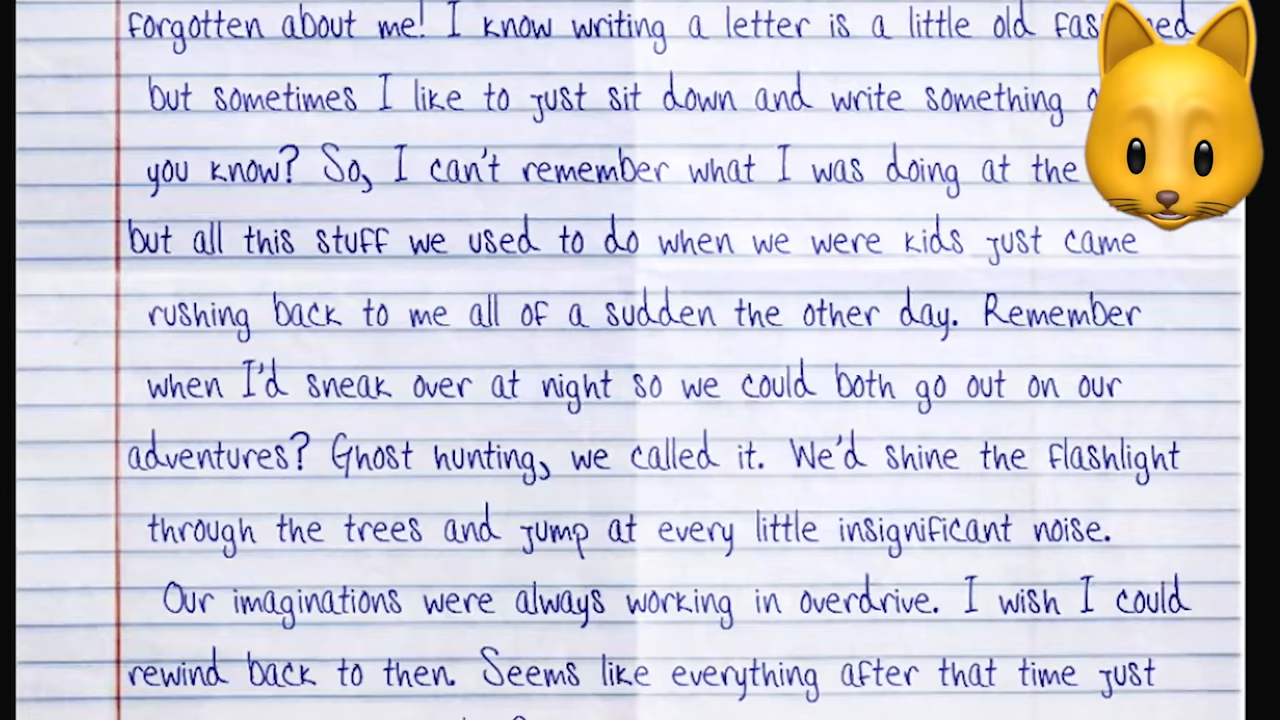 forgotten about me! I know writing a letter is a little old
but sometimes I like to just sit down and write something
you know? So, I can't remember what I was doing at the
but all this stuff we used to do when we were kids just came
rushing back to me all of a sudden the other day. Remember
when I'd sneak over at night so we could both go out on our
adventures? Ghost hunting, we called it. We'd shine the flashlight
through the trees and jump at every little insignificant noise.
Our imaginations were always working in overdrive. I wish I could
rewind back to then. Seems like everything after that time just